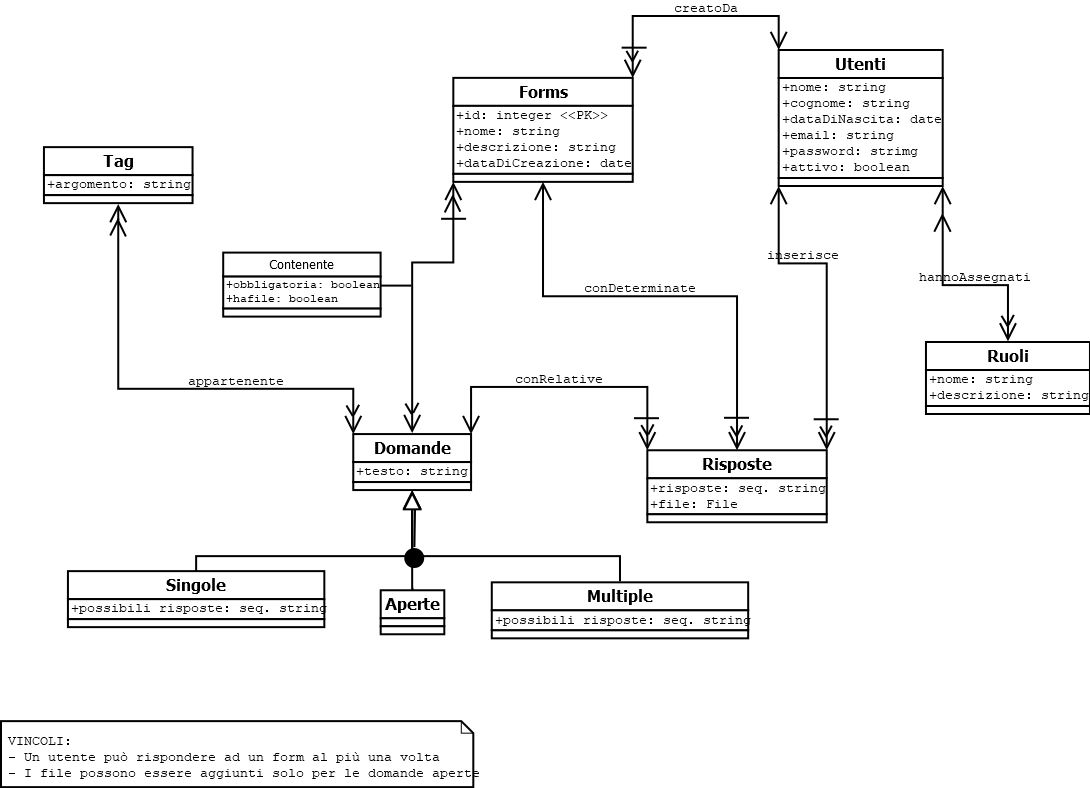 creatoDa
Utenti
+nome: string
+cognome: string
+dataDiNascita: date
+email: string
+password: strimg
+attivo: boolean
Forms
+id: integer <<PK>>
+nome: string
+descrizione: string
+dataDiCreazione: date
Tag
+argomento: string
Contenente
+obbligatoria: boolean
+hafile: boolean
inserisce
hannoAssegnati
conDeterminate
Ruoli
+nome: string
+descrizione: string
appartenente
conRelative
Domande
+testo: string
Risposte
+risposte: seq. string
+file: File
Singole
+possibili risposte: seq. string
Aperte
Multiple
+possibili risposte: seq. string
VINCOLI:
- Un utente può rispondere ad un form al più una volta
- I file possono essere aggiunti solo per le domande aperte